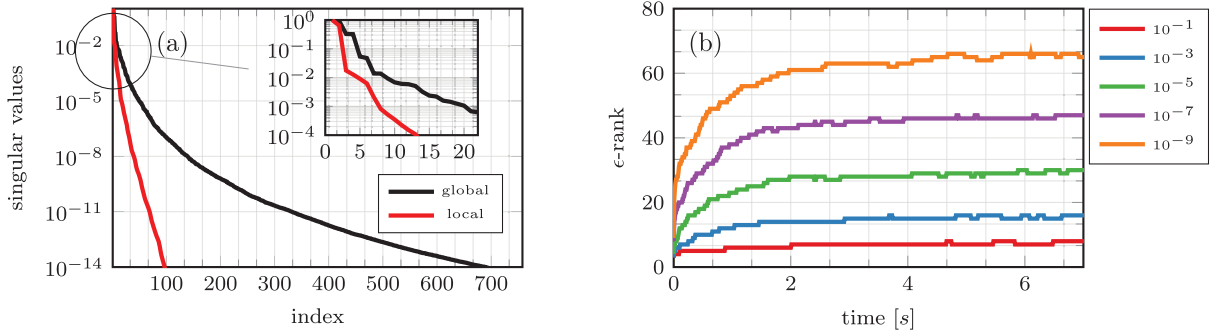 singular values
10⁻²
10⁻⁵
10⁻⁸
10⁻¹¹
10⁻¹⁴
(a)
10⁰
10⁻¹
10⁻²
10⁻³
10⁻⁴
0 5 10 15 20
global
local
100 200 300 400 500 600 700
index
ϵ-rank
80
60
40
20
0
(b)
0 2 4 6
time [s]
10⁻¹
10⁻³
10⁻⁵
10⁻⁷
10⁻⁹